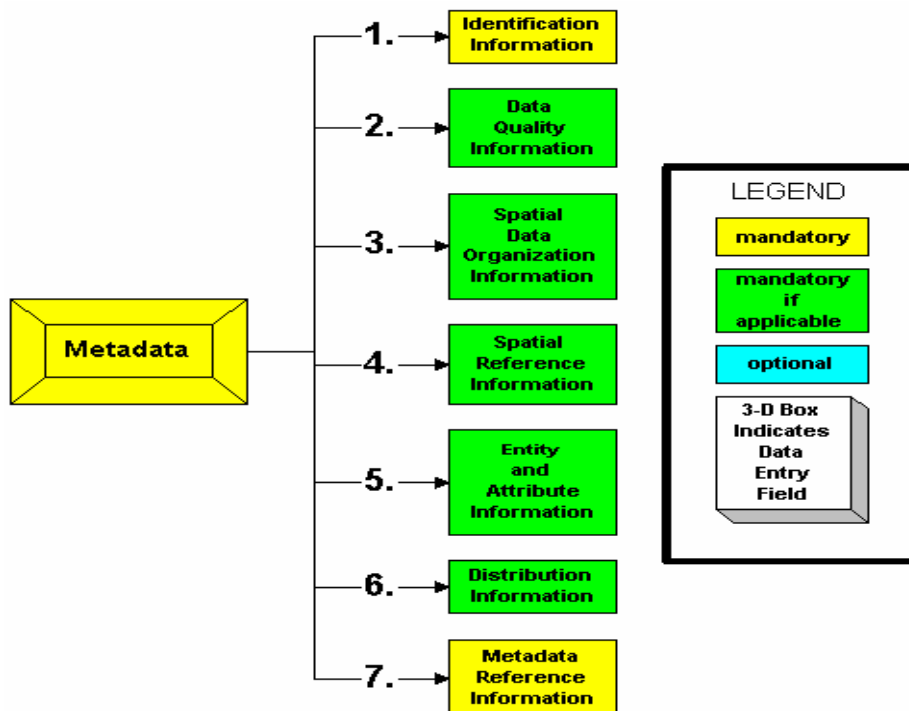 Metadata
1.
Identification
Information
2.
Data
Quality
Information
3.
Spatial
Data
Organization
Information
4.
Spatial
Reference
Information
5.
Entity
and
Attribute
Information
6.
Distribution
Information
7.
Metadata
Reference
Information
LEGEND
mandatory
mandatory
if
applicable
optional
3-D Box
Indicates
Data
Entry
Field